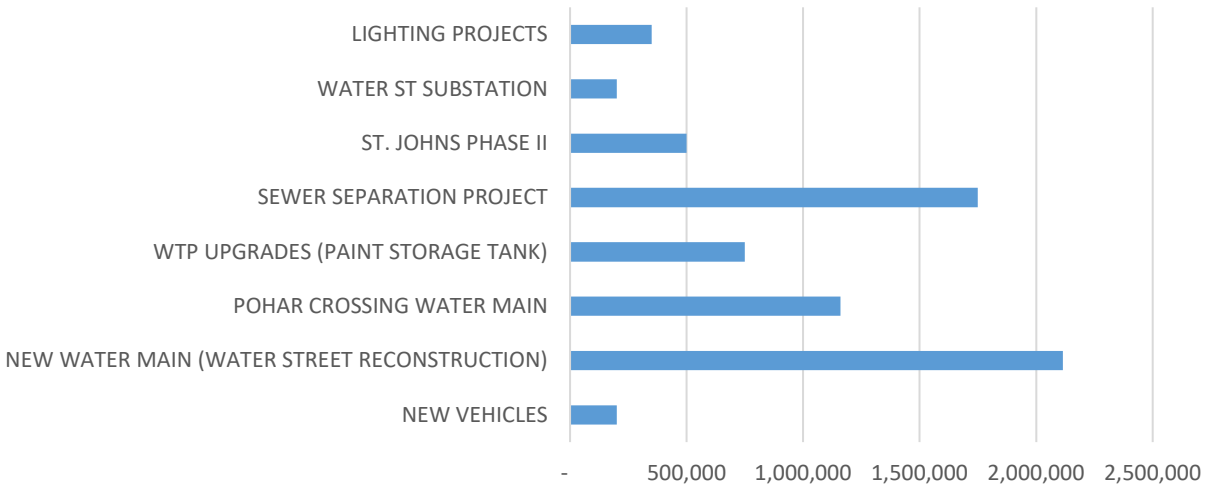 LIGHTING PROJECTS
WATER ST SUBSTATION
ST. JOHNS PHASE II
SEWER SEPARATION PROJECT
WTP UPGRADES (PAINT STORAGE TANK)
POHAR CROSSING WATER MAIN
NEW WATER MAIN (WATER STREET RECONSTRUCTION)
NEW VEHICLES
- 500,000 1,000,000 1,500,000 2,000,000 2,500,000